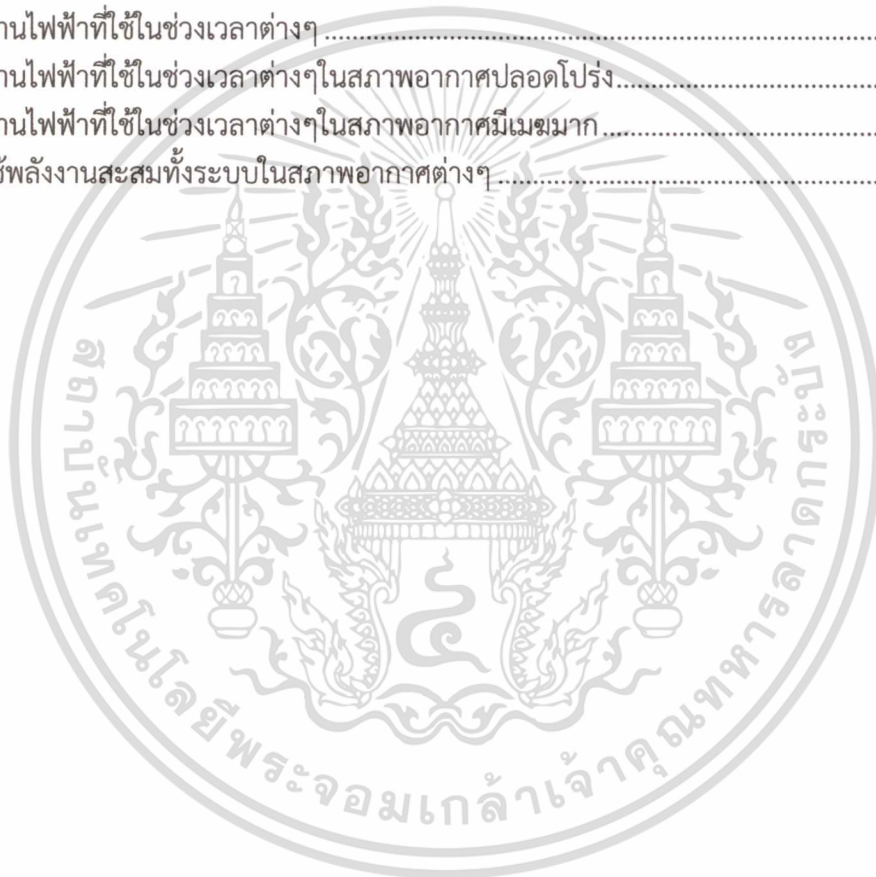 านไฟฟ้าที่ใช้ในช่วงเวลาต่างๆ
านไฟฟ้าที่ใช้ในช่วงเวลาต่างๆในสภาพอากาศปลอดโปร่ง
านไฟฟ้าที่ใช้ในช่วงเวลาต่างๆในสภาพอากาศมีเมฆมาก
ช้พลังงานสะสมทั้งระบบในสภาพอากาศต่างๆ
สถาบันเทคโนโลยีพระจอมเกล้าเจ้าคุณทหารลาดกระบัง
๔